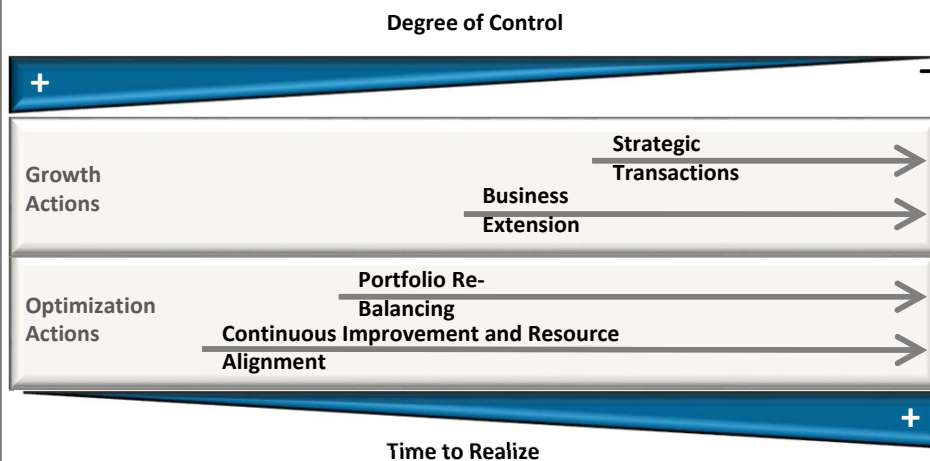 Degree of Control
+
-
Growth
Actions
Strategic
Transactions
Business
Extension
Optimization
Actions
Portfolio Re-
Balancing
Continuous Improvement and Resource
Alignment
+
Time to Realize